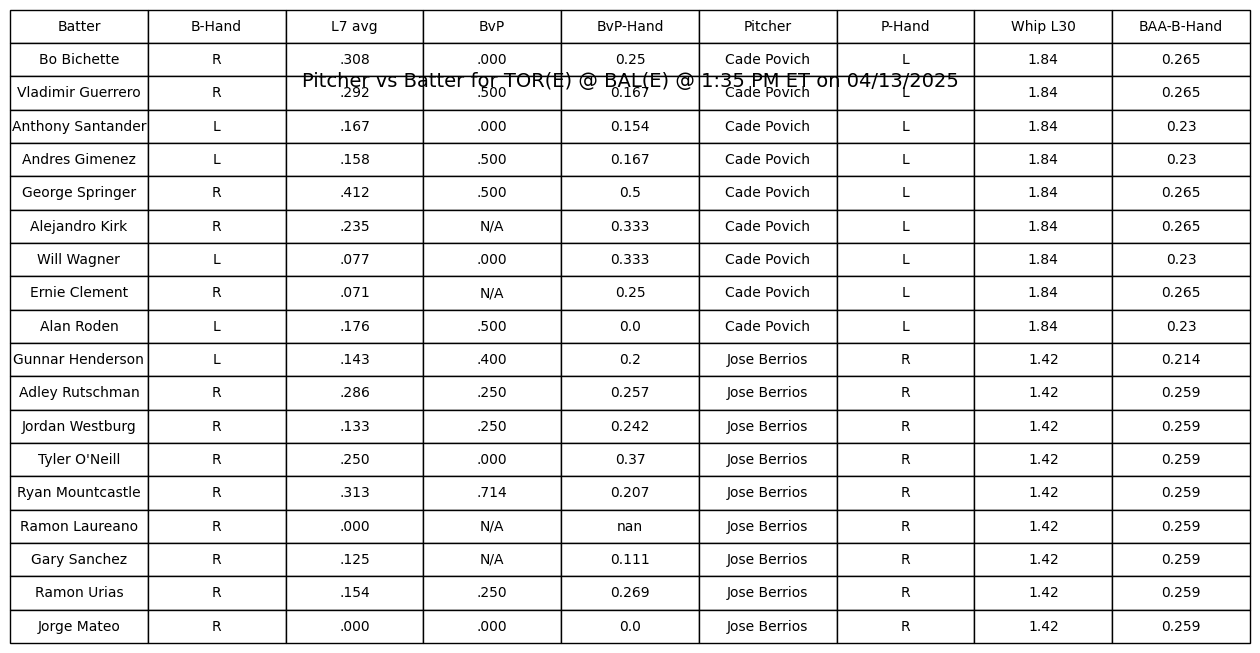 Batter B-Hand L7 avg BvP BvP-Hand Pitcher P-Hand Whip L30 BAA-B-Hand
Bo Bichette R .308 .000 0.25 Cade Povich L 1.84 0.265
Pitcher vs Batter for TOR(E) @ BAL(E) @ 1:35 PM ET on 04/13/2025
Vladimir Guerrero R .292 .500 0.167 Cade Povich L 1.84 0.265
Anthony Santander L .167 .000 0.154 Cade Povich L 1.84 0.23
Andres Gimenez L .158 .500 0.167 Cade Povich L 1.84 0.23
George Springer R .412 .500 0.5 Cade Povich L 1.84 0.265
Alejandro Kirk R .235 N/A 0.333 Cade Povich L 1.84 0.265
Will Wagner L .077 .000 0.333 Cade Povich L 1.84 0.23
Ernie Clement R .071 N/A 0.25 Cade Povich L 1.84 0.265
Alan Roden L .176 .500 0.0 Cade Povich L 1.84 0.23
Gunnar Henderson L .143 .400 0.2 Jose Berrios R 1.42 0.214
Adley Rutschman R .286 .250 0.257 Jose Berrios R 1.42 0.259
Jordan Westburg R .133 .250 0.242 Jose Berrios R 1.42 0.259
Tyler O'Neill R .250 .000 0.37 Jose Berrios R 1.42 0.259
Ryan Mountcastle R .313 .714 0.207 Jose Berrios R 1.42 0.259
Ramon Laureano R .000 N/A nan Jose Berrios R 1.42 0.259
Gary Sanchez R .125 N/A 0.111 Jose Berrios R 1.42 0.259
Ramon Urias R .154 .250 0.269 Jose Berrios R 1.42 0.259
Jorge Mateo R .000 .000 0.0 Jose Berrios R 1.42 0.259